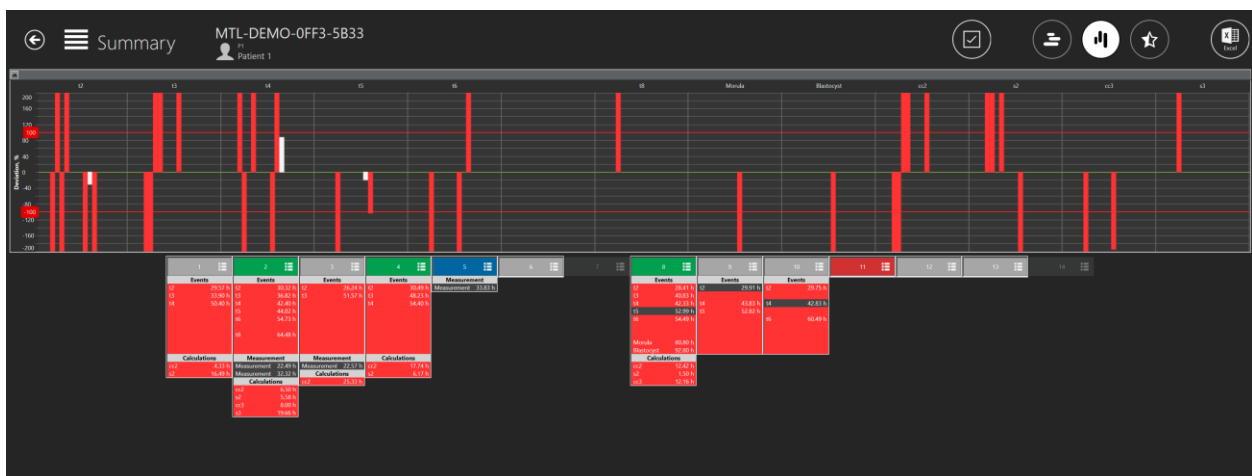 Summary
MTL-DEMO-0FF3-5B33
P1
Patient 1
Excel
t2 t3 t4 t5 t6 t8 Morula Blastocyst cc2 s2 cc3 s3
Deviation, %
200
160
120
100
80
40
0
-40
-80
-100
-120
-160
-200
1
Events
t2 29.57 h
t3 33.90 h
t4 50.40 h
Calculations
cc2 4.33 h
s2 16.49 h
2
Events
t2 30.32 h
t3 36.82 h
t4 42.40 h
t5 44.82 h
t6 54.73 h
t8 64.48 h
Measurement
Measurement 22.49 h
Measurement 32.32 h
Calculations
cc2 6.50 h
s2 5.58 h
cc3
s3 19.66 h
3
Events
t2 26.24 h
t3 51.57 h
Measurement
Measurement 22.57 h
Calculations
cc2 25.33 h
4
Events
t2 30.49 h
t3 48.23 h
t4 54.40 h
Calculations
cc2 17.74 h
s2 6.17 h
5
Measurement
Measurement 33.83 h
6
7
8
Events
t2 28.41 h
t3 40.83 h
t4 42.33 h
t5 52.99 h
t6 54.49 h
Morula 80.80 h
Blastocyst 92.80 h
Calculations
cc2 12.42 h
s2 1.50 h
cc3 12.16 h
9
Events
t2 29.91 h
t4 43.83 h
t5 52.82 h
10
Events
t2 29.75 h
t4 42.83 h
t6 60.49 h
11
12
13
14